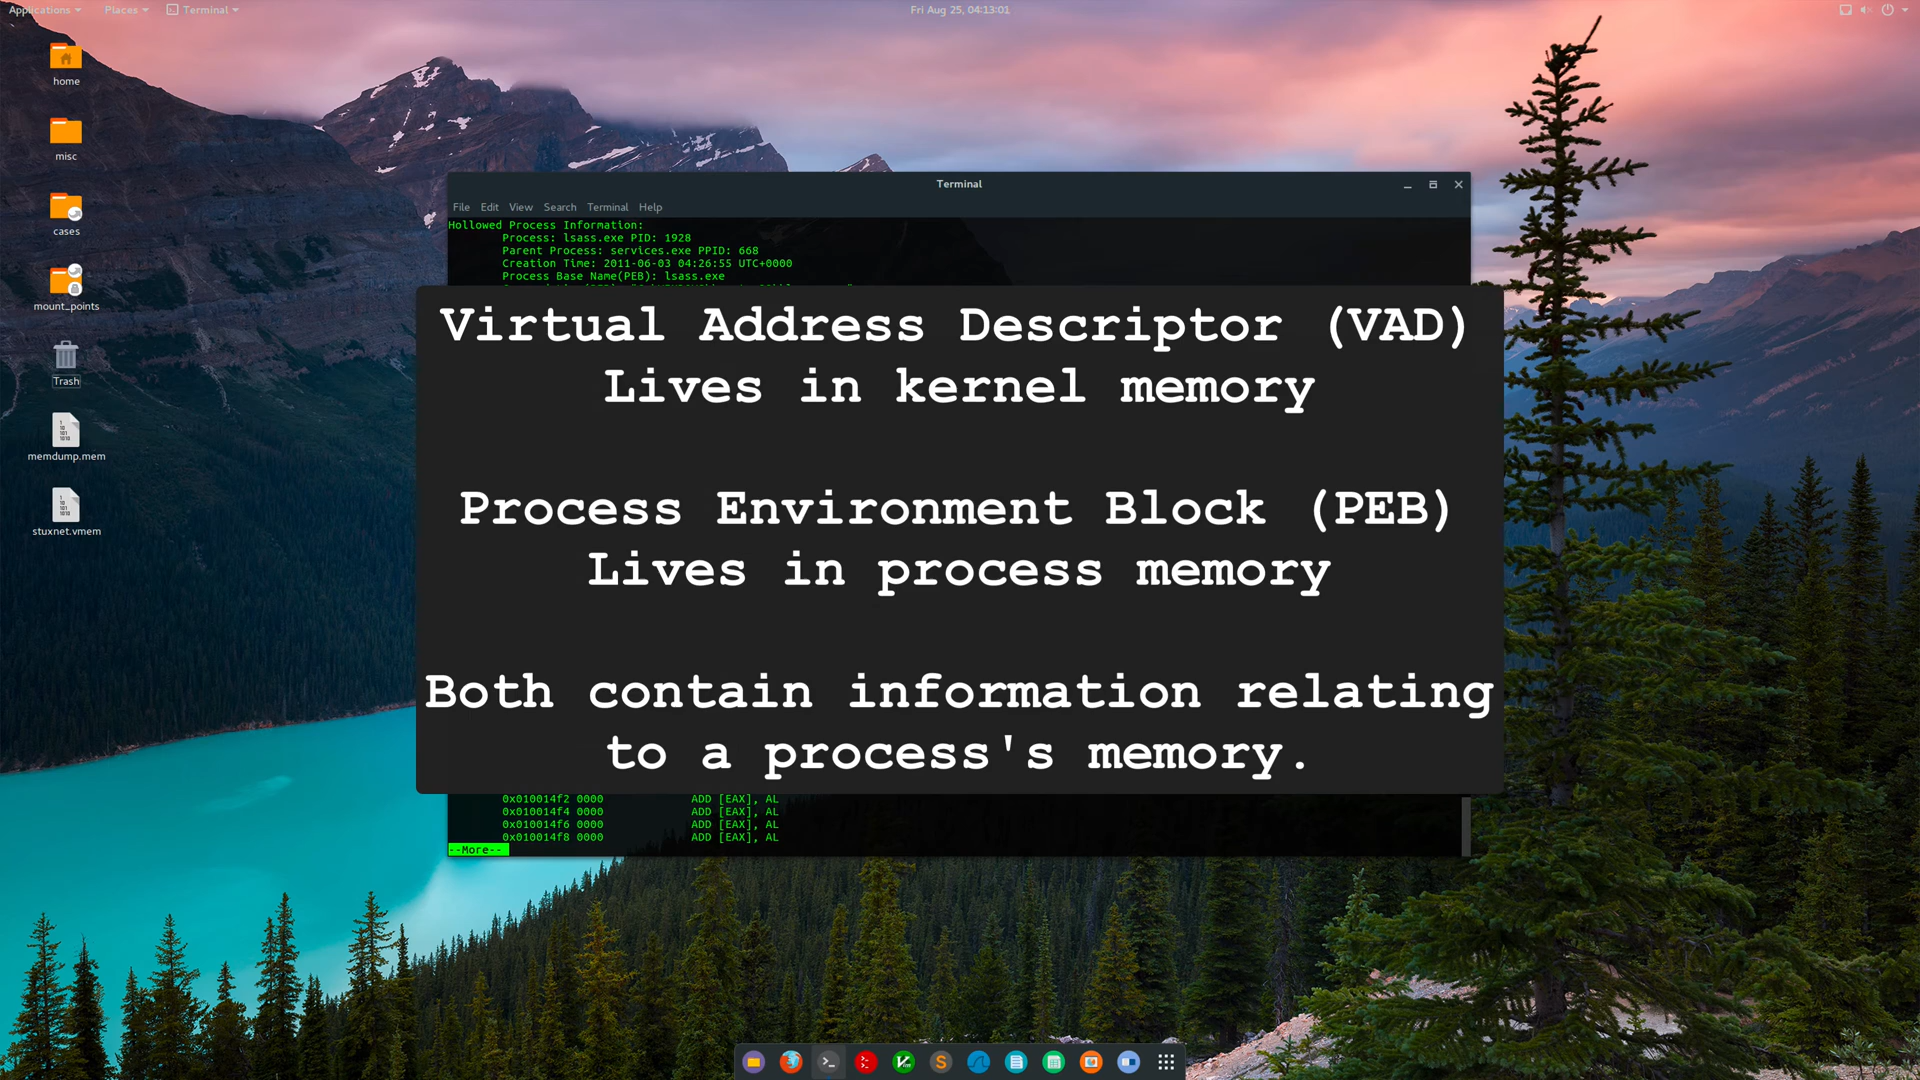 Applications
Places
Terminal
Fri Aug 25, 04:13:01
home
misc
cases
mount_points
Trash
memdump.mem
stuxnet.vmem
Terminal
File Edit View Search Terminal Help
Hollowed Process Information:
Process: lsass.exe PID: 1928
Parent Process: services.exe PPID: 668
Creation Time: 2011-06-03 04:26:55 UTC+0000
Process Base Name(PEB): lsass.exe
Virtual Address Descriptor (VAD)
Lives in kernel memory
Process Environment Block (PEB)
Lives in process memory
Both contain information relating
to a process's memory.
0x010014f2 0000 ADD [EAX], AL
0x010014f4 0000 ADD [EAX], AL
0x010014f6 0000 ADD [EAX], AL
0x010014f8 0000 ADD [EAX], AL
--More--